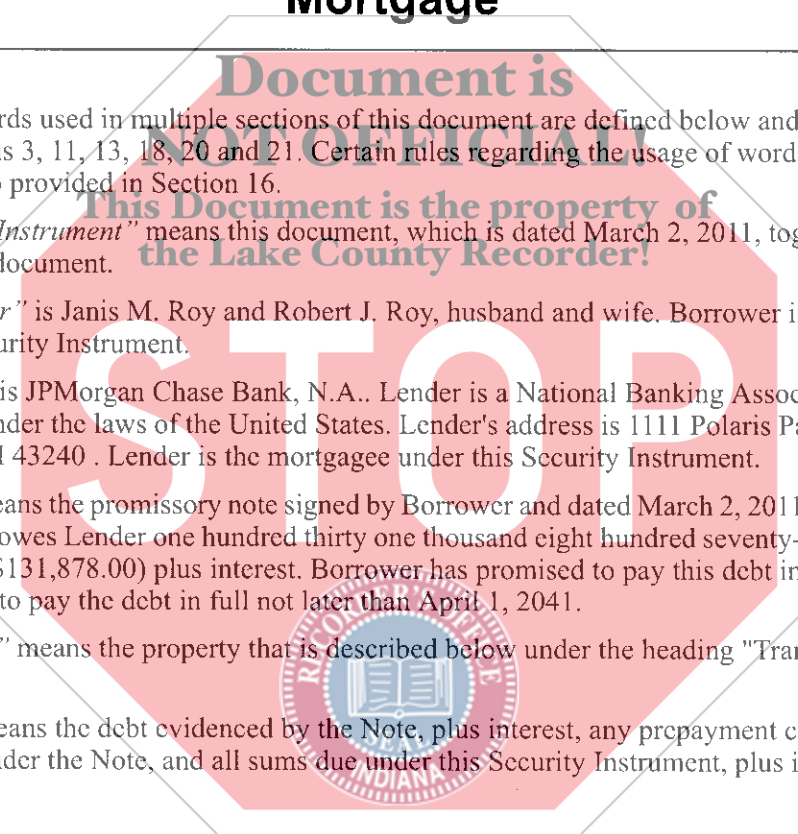 Mortgage
Document is
rds used in multiple sections of this document are defined below and
s 3, 11, 13, 18, 20 and 21. Certain rules regarding the usage of word
NOT OFFICIAL!
provided in Section 16.
This Document is the property of
Instrument" means this document, which is dated March 2, 2011, tog
document.
the Lake County Recorder!
r" is Janis M. Roy and Robert J. Roy, husband and wife. Borrower i
urity Instrument.
STOP
is JPMorgan Chase Bank, N.A.. Lender is a National Banking Assoc
nder the laws of the United States. Lender's address is 1111 Polaris Pa
43240 . Lender is the mortgagee under this Security Instrument.
eans the promissory note signed by Borrower and dated March 2, 2011
owes Lender one hundred thirty one thousand eight hundred seventy-
$131,878.00) plus interest. Borrower has promised to pay this debt in
to pay the debt in full not later than April 1, 2041.
" means the property that is described below under the heading "Tran
eans the debt evidenced by the Note, plus interest, any prepayment c
der the Note, and all sums due under this Security Instrument, plus i
RECORDER'S OFFICE
SEAL
INDIANA